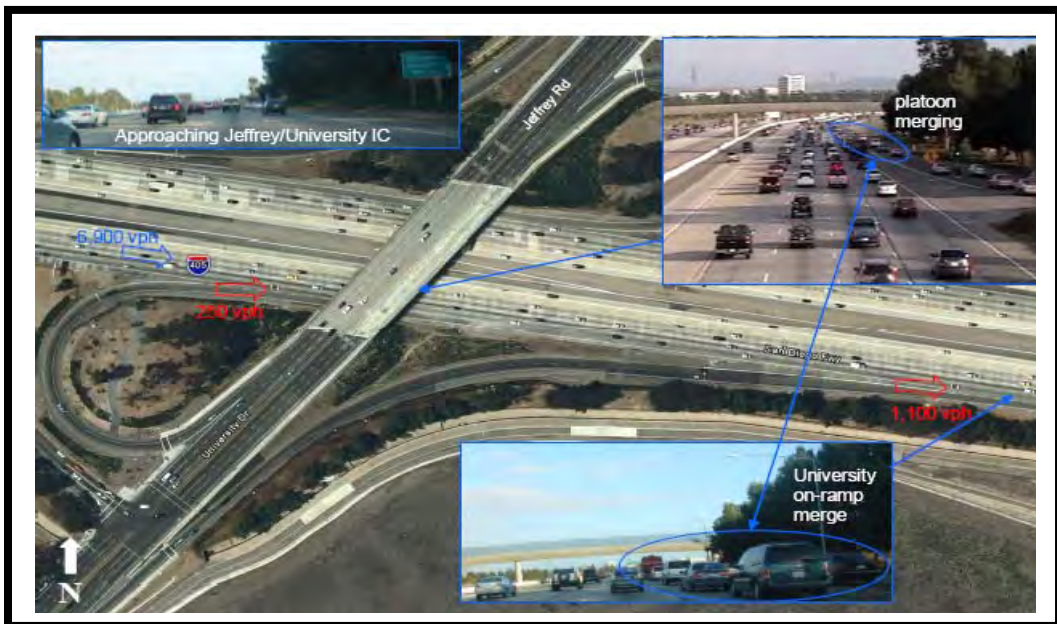 Approaching Jeffrey/University IC
Jeffrey Rd
platoon
merging
6,900 vph
405
250 vph
San Diego Fwy
1,100 vph
University Dr
University
on-ramp
merge
N